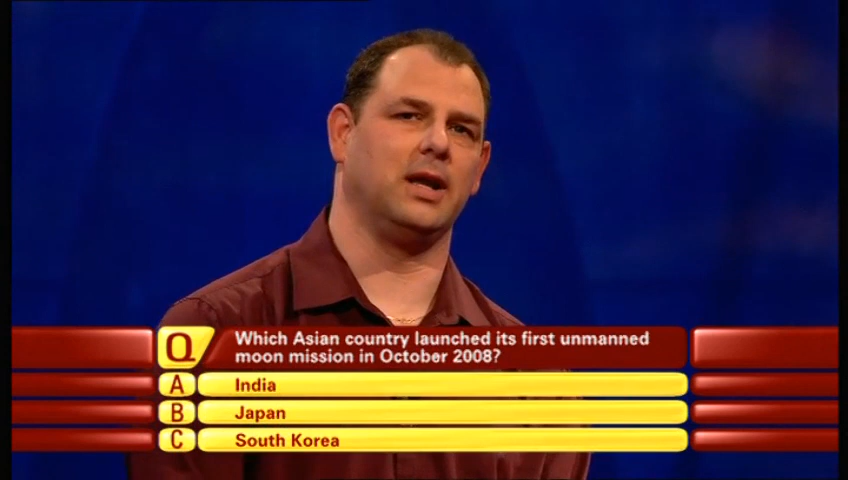 Q Which Asian country launched its first unmanned
moon mission in October 2008?
A India
B Japan
C South Korea